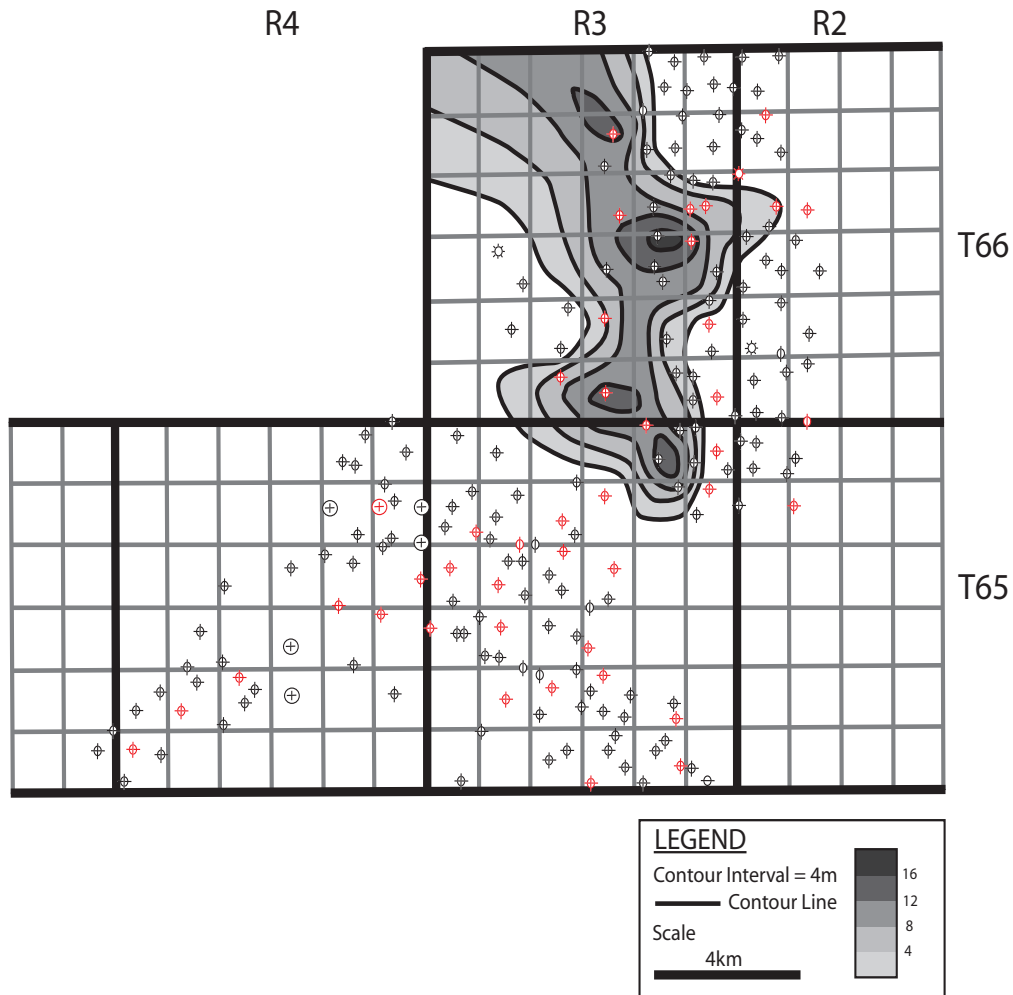 R4 R3 R2
T66
T65
LEGEND
Contour Interval = 4m
Contour Line
Scale
4km
16
12
8
4